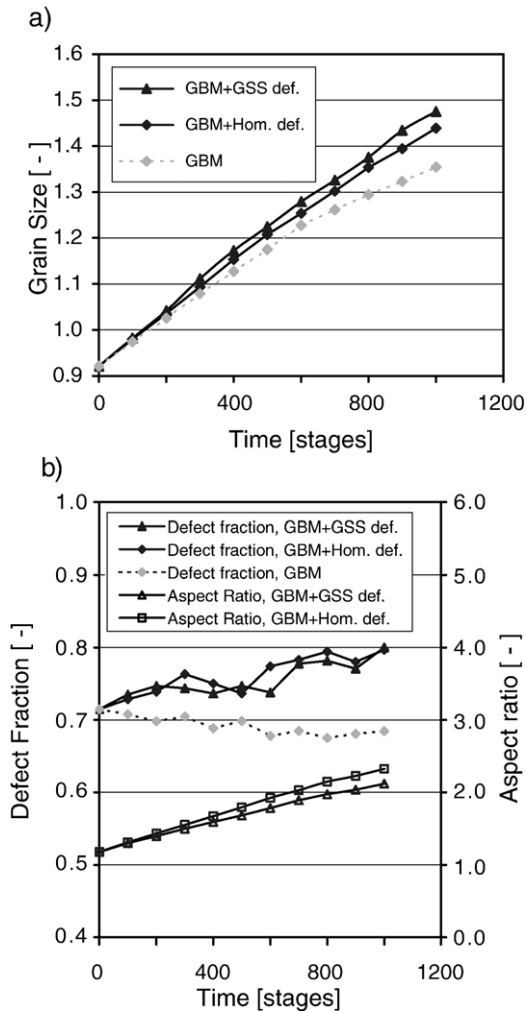 a)
1.6
1.5
1.4
1.3
1.2
1.1
1.0
0.9
Grain Size [ - ]
GBM+GSS def.
GBM+Hom. def.
GBM
0 400 800 1200
Time [stages]
b)
1.0
0.9
0.8
0.7
0.6
0.5
0.4
Defect Fraction [ - ]
Defect fraction, GBM+GSS def.
Defect fraction, GBM+Hom. def.
Defect fraction, GBM
Aspect Ratio, GBM+GSS def.
Aspect Ratio, GBM+Hom. def.
6.0
5.0
4.0
3.0
2.0
1.0
0.0
Aspect ratio [ - ]
0 400 800 1200
Time [stages]